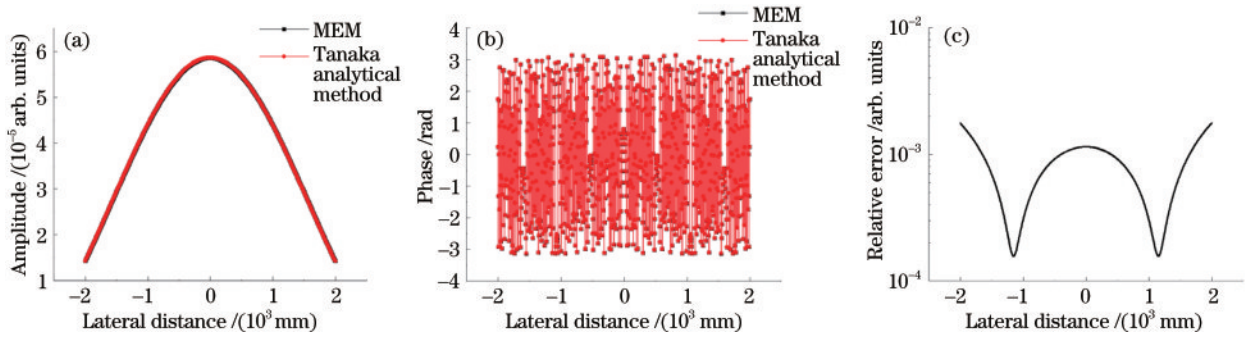 (a)
MEM
Tanaka
analytical
method
Amplitude /(10⁻⁵ arb. units)
6
5
4
3
2
1
−2
−1
0
1
2
Lateral distance /(10³ mm)
(b)
MEM
Tanaka
analytical
method
Phase /rad
4
3
2
1
0
−1
−2
−3
−4
−2
−1
0
1
2
Lateral distance /(10³ mm)
(c)
Relative error /arb. units
10⁻²
10⁻³
10⁻⁴
−2
−1
0
1
2
Lateral distance /(10³ mm)